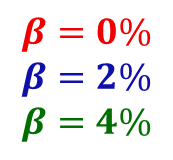 β = 0%
β = 2%
β = 4%